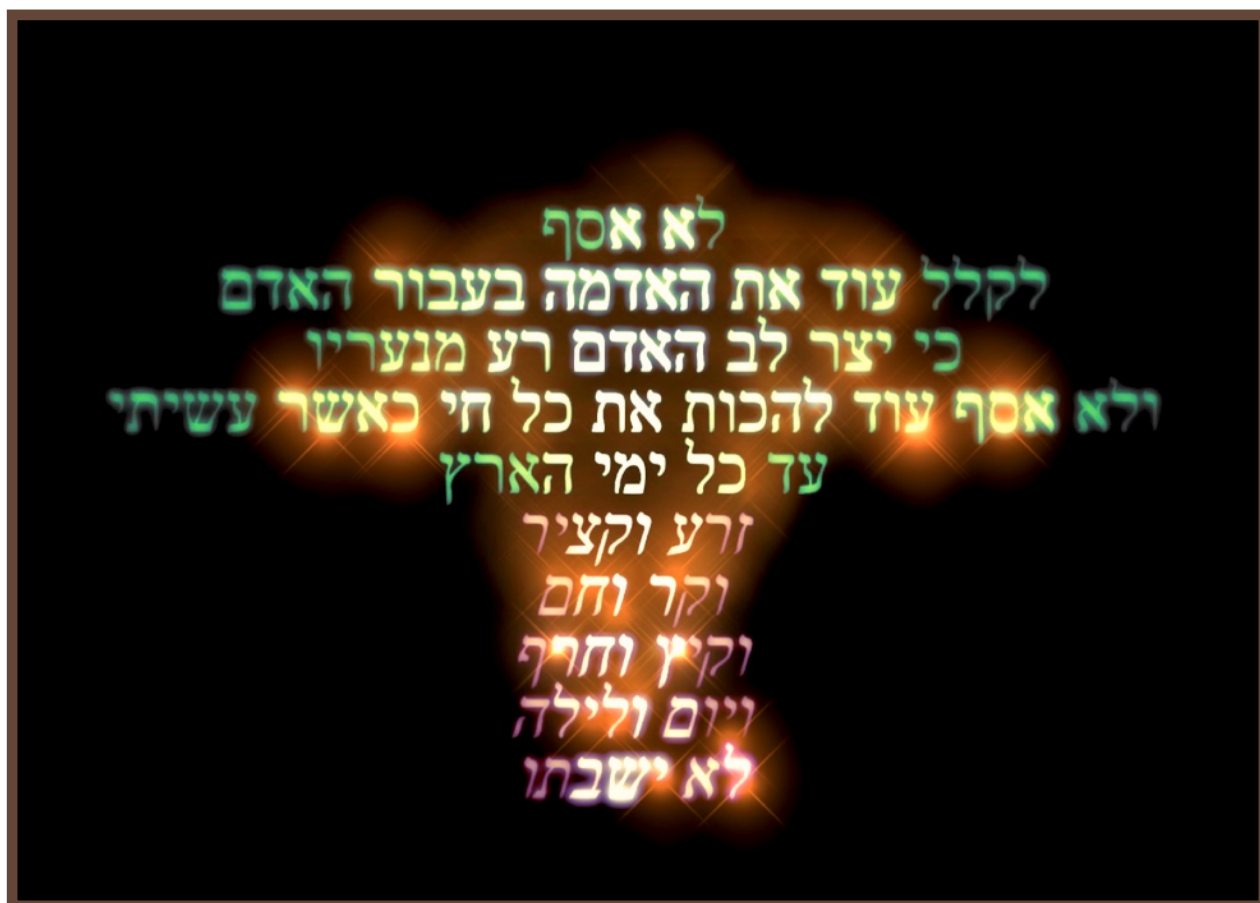 לא אסף
לקלל עוד את האדמה בעבור האדם
כי יצר לב האדם רע מנעריו
ולא אסף עוד להכות את כל חי כאשר עשיתי
עד כל ימי הארץ
זרע וקציר
וקר וחם
וקיץ וחרף
ויום ולילה
לא ישבתו